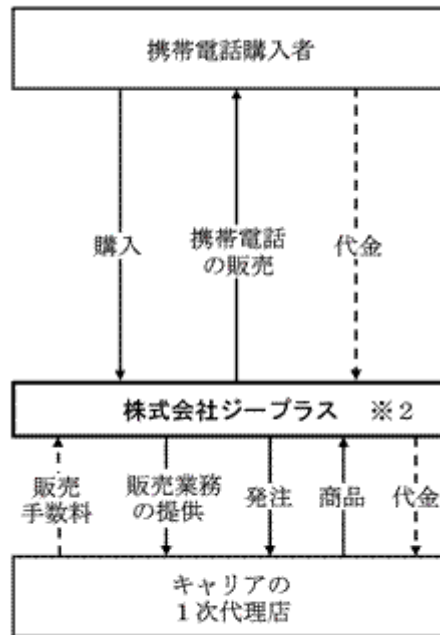 携帯電話購入者
購入
携帯電話
の販売
代金
株式会社ジープラス ※2
販売
手数料
販売業務
の提供
発注
商品
代金
キャリアの
1次代理店